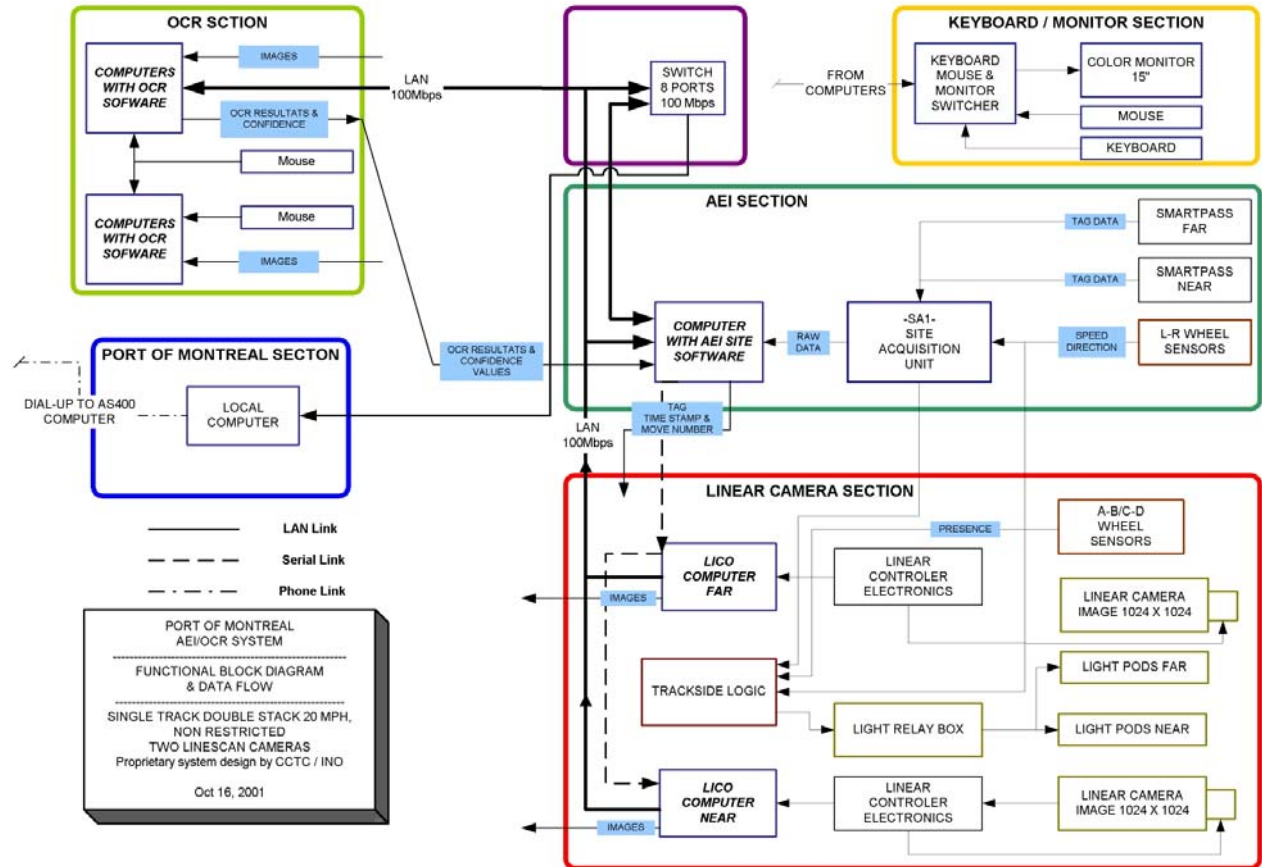 OCR SCTION
COMPUTERS
WITH OCR
SOFWARE
IMAGES
OCR RESULTATS &
CONFIDENCE
Mouse
COMPUTERS
WITH OCR
SOFWARE
Mouse
IMAGES
LAN
100Mbps
SWITCH
8 PORTS
100 Mbps
KEYBOARD / MONITOR SECTION
FROM
COMPUTERS
KEYBOARD
MOUSE &
MONITOR
SWITCHER
COLOR MONITOR
15"
MOUSE
KEYBOARD
AEI SECTION
TAG DATA
SMARTPASS
FAR
TAG DATA
SMARTPASS
NEAR
COMPUTER
WITH AEI SITE
SOFTWARE
RAW
DATA
-SA1-
SITE
ACQUISITION
UNIT
SPEED
DIRECTION
L-R WHEEL
SENSORS
OCR RESULTATS &
CONFIDENCE
VALUES
TAG
TIME STAMP &
MOVE NUMBER
LAN
100Mbps
PORT OF MONTREAL SECTON
DIAL-UP TO AS400
COMPUTER
LOCAL
COMPUTER
LAN Link
Serial Link
Phone Link
LINEAR CAMERA SECTION
PRESENCE
A-B/C-D
WHEEL
SENSORS
LICO
COMPUTER
FAR
IMAGES
LINEAR
CONTROLER
ELECTRONICS
LINEAR CAMERA
IMAGE 1024 X 1024
TRACKSIDE LOGIC
LIGHT RELAY BOX
LIGHT PODS FAR
LIGHT PODS NEAR
LICO
COMPUTER
NEAR
IMAGES
LINEAR
CONTROLER
ELECTRONICS
LINEAR CAMERA
IMAGE 1024 X 1024
PORT OF MONTREAL
AEI/OCR SYSTEM
FUNCTIONAL BLOCK DIAGRAM
& DATA FLOW
SINGLE TRACK DOUBLE STACK 20 MPH,
NON RESTRICTED
TWO LINESCAN CAMERAS
Proprietary system design by CCTC / INO
Oct 16, 2001